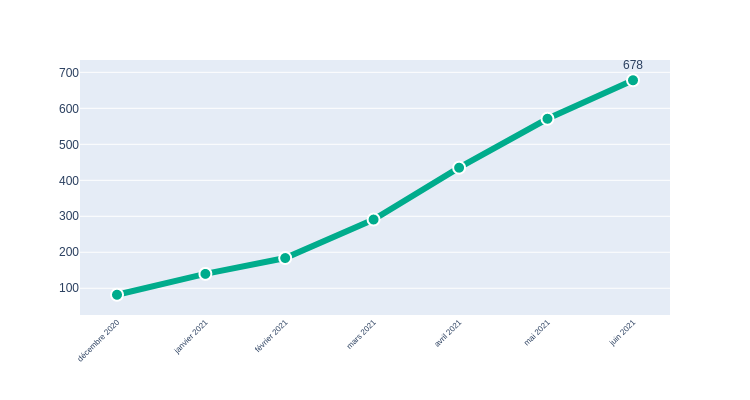 678
700
600
500
400
300
200
100
décembre 2020
janvier 2021
février 2021
mars 2021
avril 2021
mai 2021
juin 2021